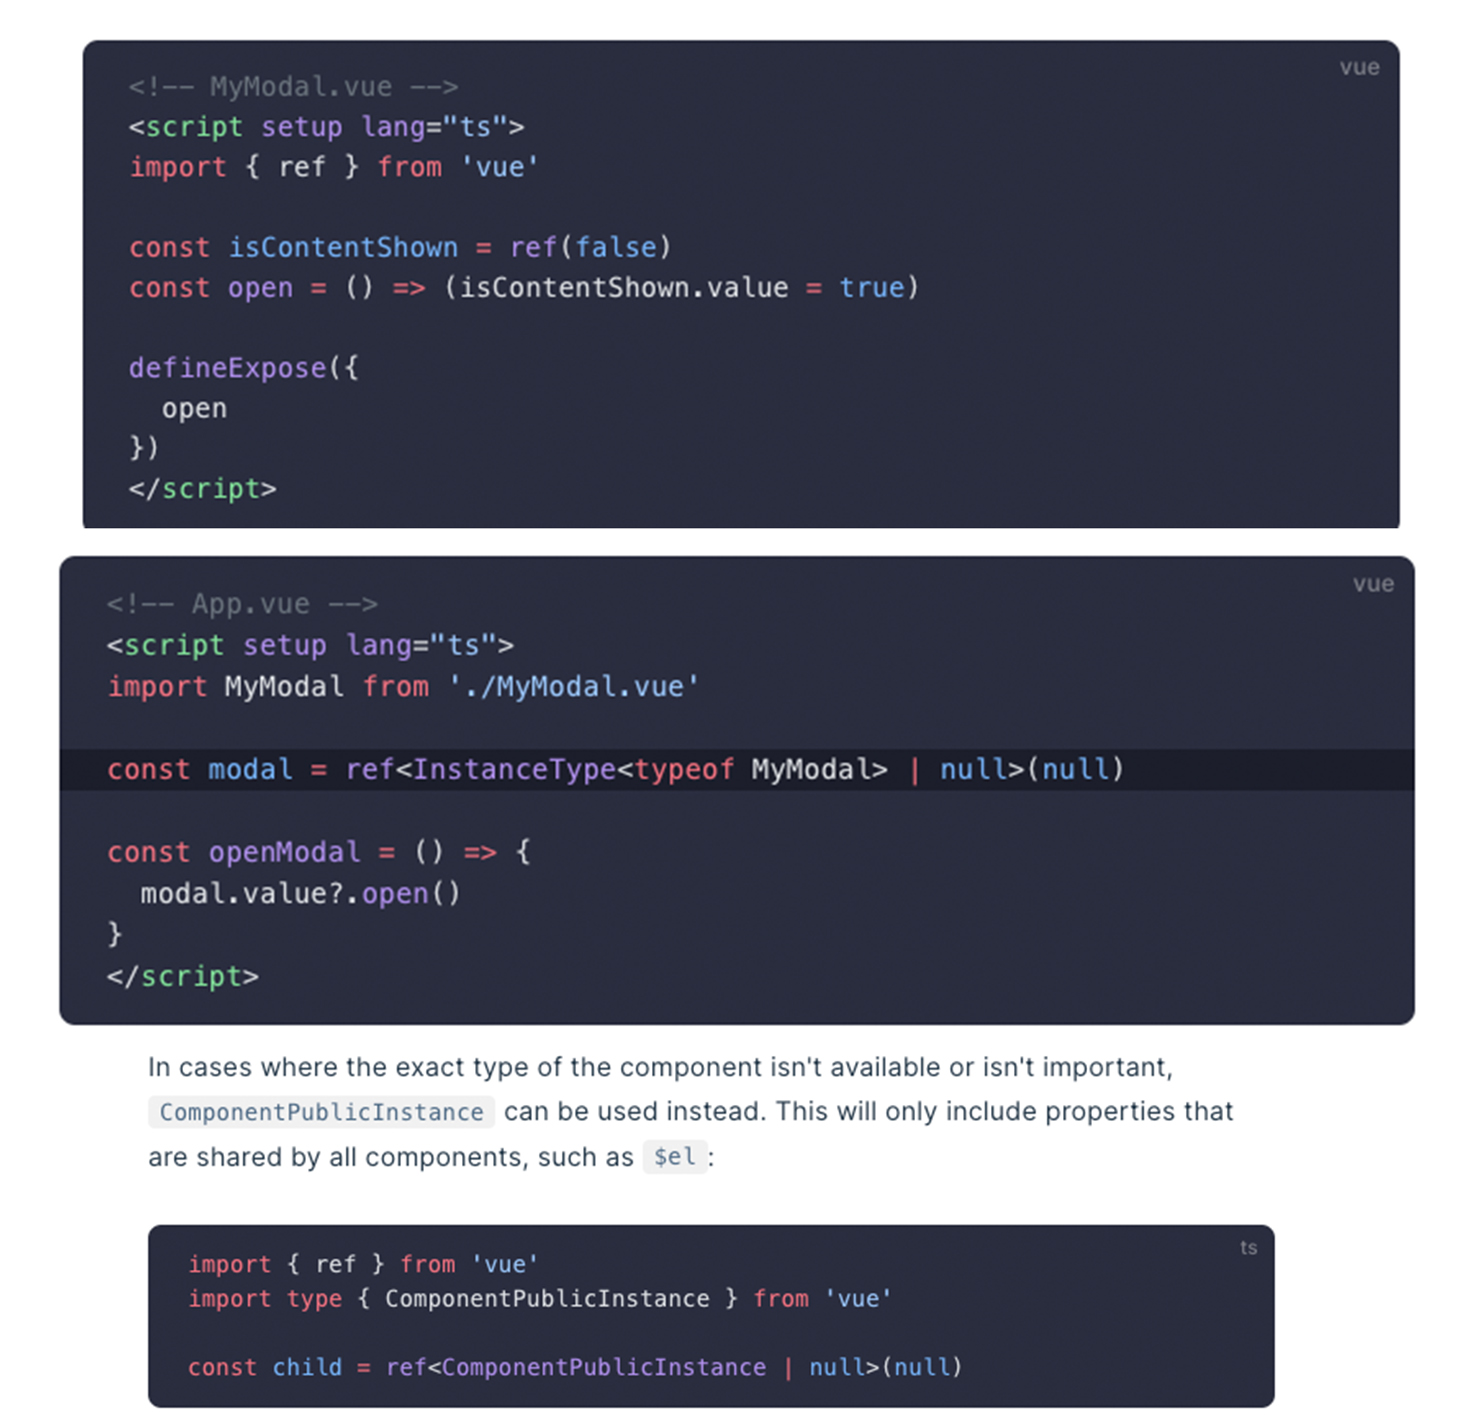 vue
<!-- MyModal.vue -->
<script setup lang="ts">
import { ref } from 'vue'
const isContentShown = ref(false)
const open = () => (isContentShown.value = true)
defineExpose({
  open
})
</script>
vue
<!-- App.vue -->
<script setup lang="ts">
import MyModal from './MyModal.vue'
const modal = ref<InstanceType<typeof MyModal> | null>(null)
const openModal = () => {
  modal.value?.open()
}
</script>
In cases where the exact type of the component isn't available or isn't important,
ComponentPublicInstance can be used instead. This will only include properties that
are shared by all components, such as $el:
ts
import { ref } from 'vue'
import type { ComponentPublicInstance } from 'vue'
const child = ref<ComponentPublicInstance | null>(null)